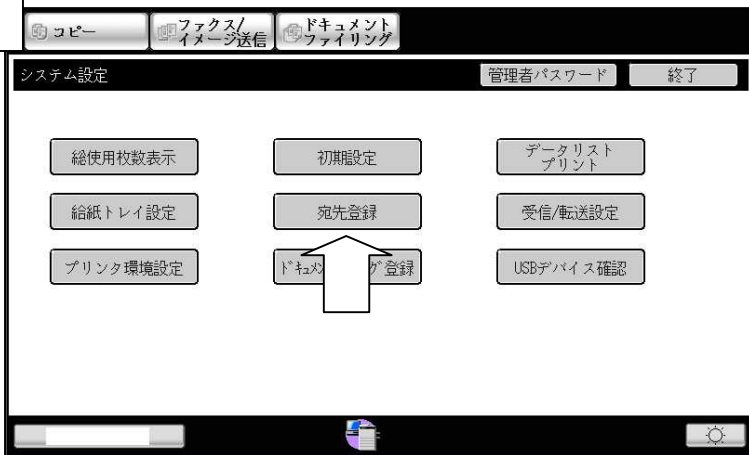 コピー
ファクス/
イメージ送信
ドキュメント
ファイリング
システム設定
管理者パスワード
終了
総使用枚数表示
初期設定
データリスト
プリント
給紙トレイ設定
宛先登録
受信/転送設定
プリンタ環境設定
ﾄﾞｷｭﾒﾝ
ｸﾞ登録
USBデバイス確認